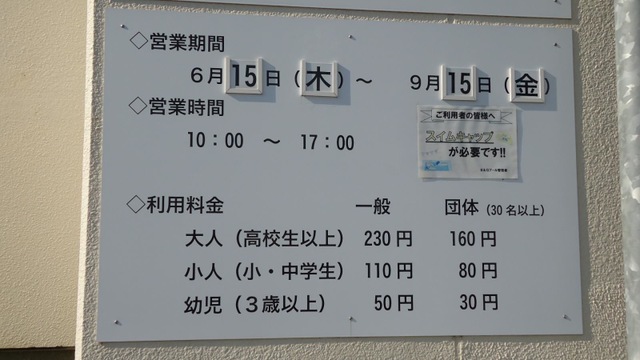 ◇営業期間
6月15日（木）～ 9月15日（金）
◇営業時間
10：00 ～ 17：00
ご利用者の皆様へ
スイムキャップ
が必要です!!
◇利用料金 一般 団体（30名以上）
大人（高校生以上） 230円 160円
小人（小・中学生） 110円 80円
幼児（3歳以上） 50円 30円